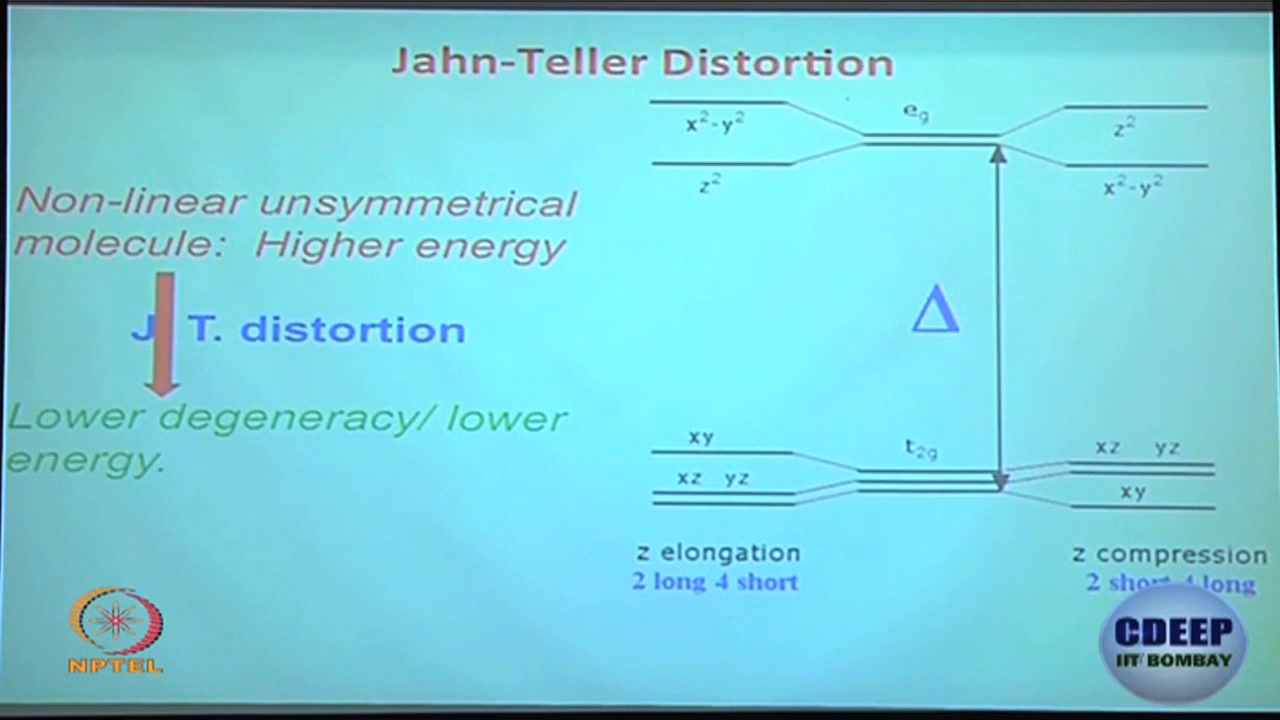 Jahn-Teller Distortion
Non-linear unsymmetrical
molecule: Higher energy
J T. distortion
Lower degeneracy/ lower
energy.
x²-y²
z²
e_g
z²
x²-y²
Δ
xy
xz yz
t₂g
xz yz
xy
z elongation
2 long 4 short
z compression
2 short 4 long
NPTEL
CDEEP
IIT BOMBAY